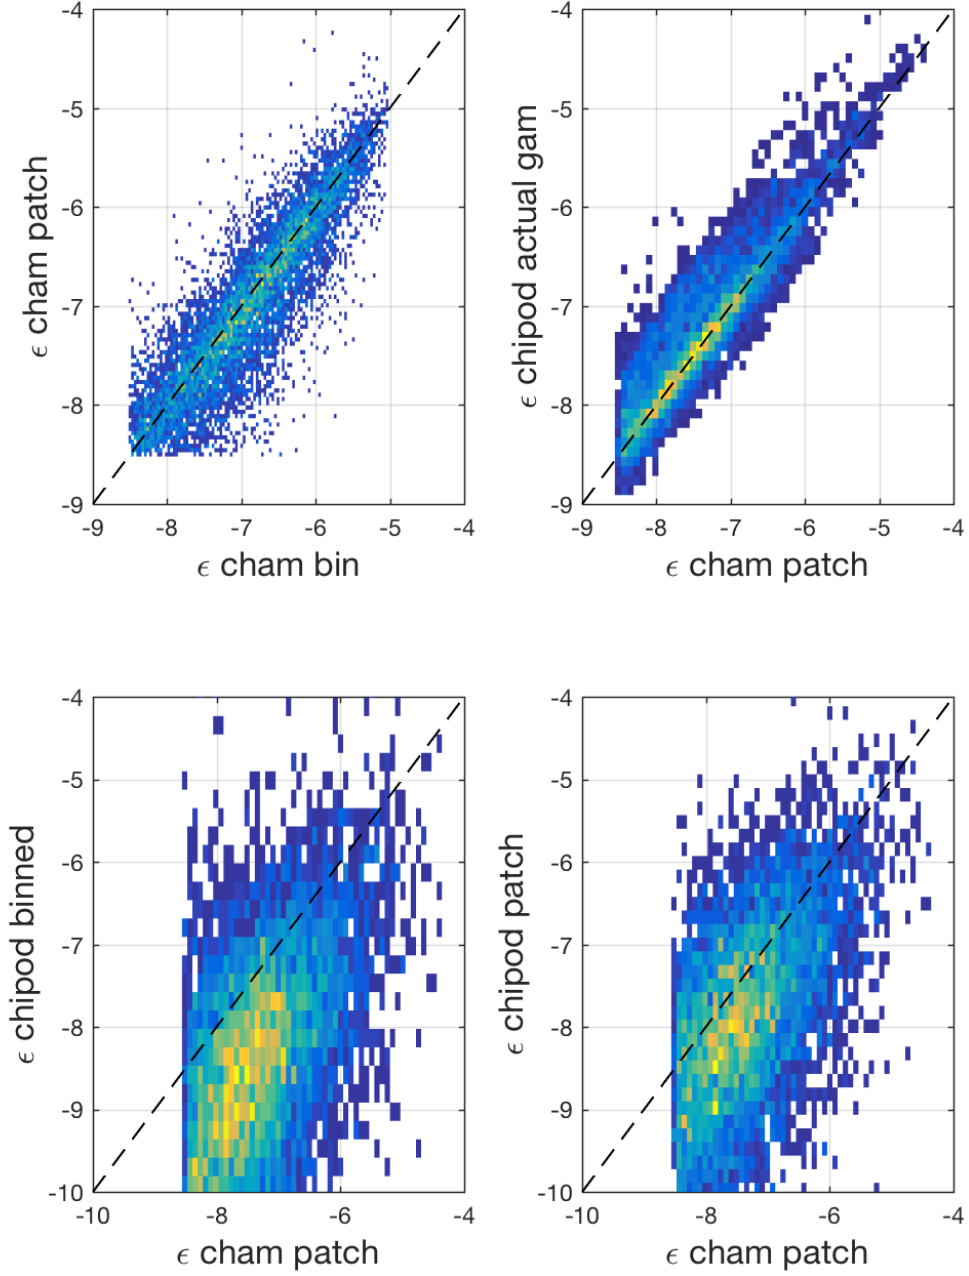 -4
-5
-6
-7
-8
-9
-9 -8 -7 -6 -5 -4
ϵ cham patch
ϵ cham bin
-4
-5
-6
-7
-8
-9
-9 -8 -7 -6 -5 -4
ϵ chipod actual gam
ϵ cham patch
-4
-5
-6
-7
-8
-9
-10
-10 -8 -6 -4
ϵ chipod binned
ϵ cham patch
-4
-5
-6
-7
-8
-9
-10
-10 -8 -6 -4
ϵ chipod patch
ϵ cham patch